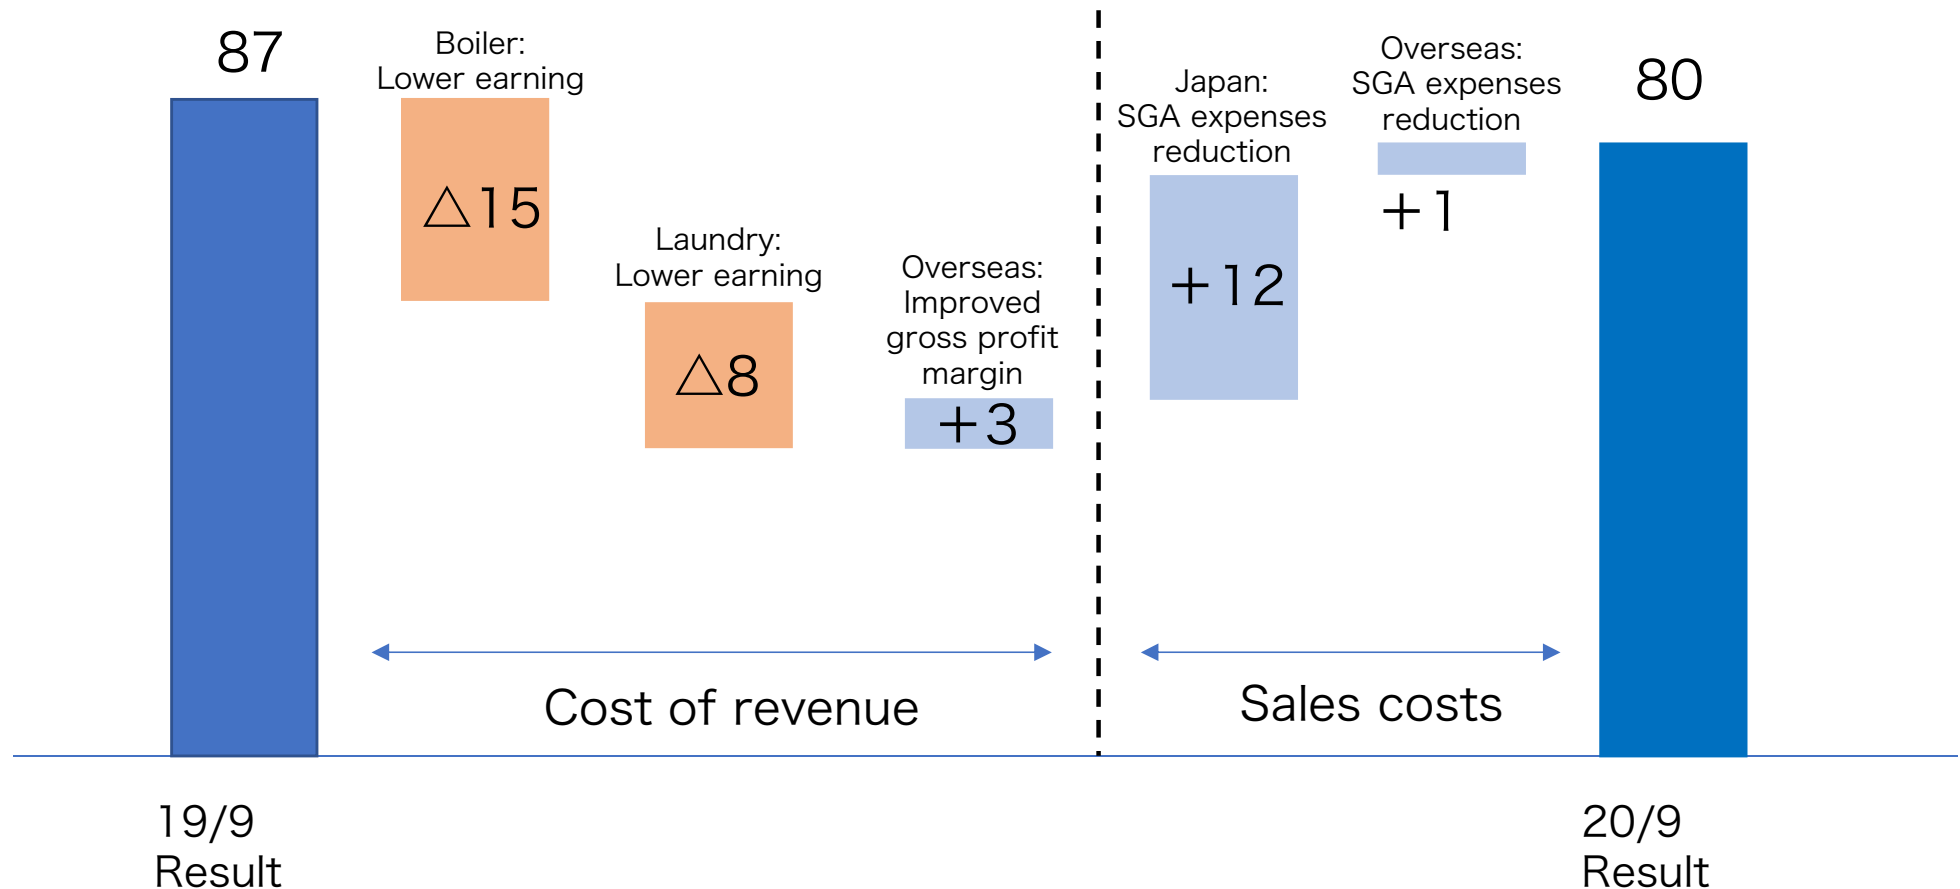 87
Boiler:
Lower earning
△15
Laundry:
Lower earning
△8
Overseas:
Improved
gross profit
margin
+3
Japan:
SGA expenses
reduction
+12
Overseas:
SGA expenses
reduction
+1
80
Cost of revenue
Sales costs
19/9
Result
20/9
Result